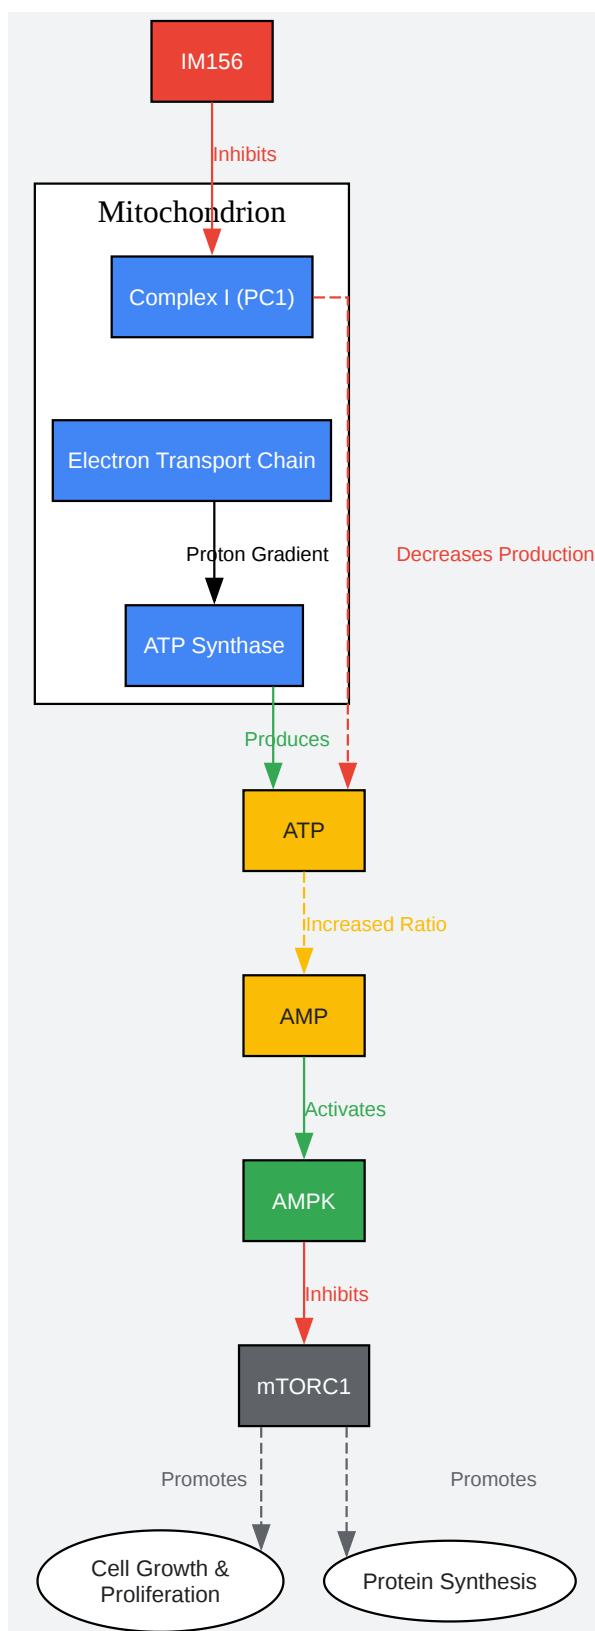 IM156
Inhibits
Mitochondrion
Complex I (PC1)
Electron Transport Chain
Proton Gradient
Decreases Production
ATP Synthase
Produces
ATP
Increased Ratio
AMP
Activates
AMPK
Inhibits
mTORC1
Promotes
Promotes
Cell Growth &
Proliferation
Protein Synthesis